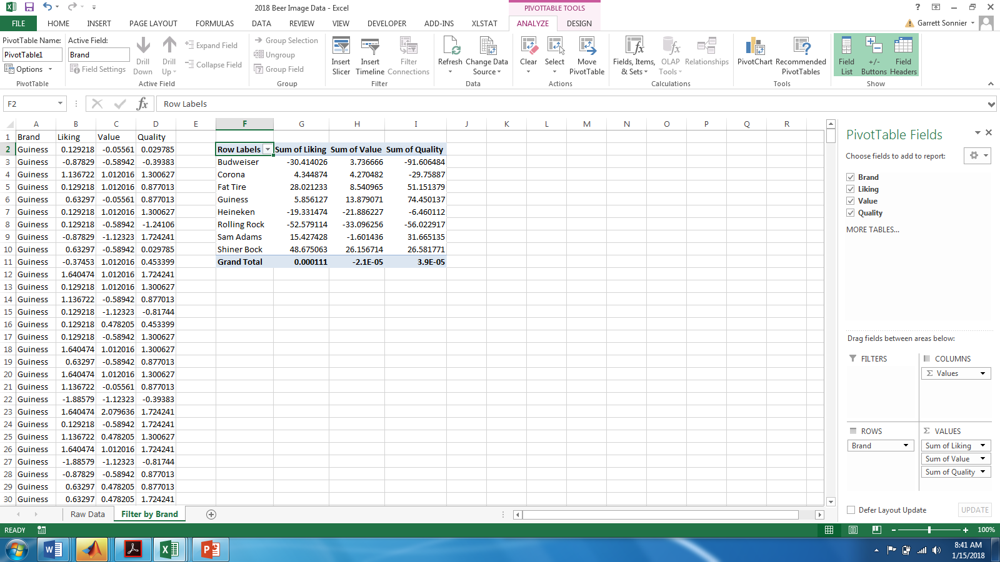 2018 Beer Image Data - Excel
PIVOTTABLE TOOLS
FILE HOME INSERT PAGE LAYOUT FORMULAS DATA REVIEW VIEW DEVELOPER ADD-INS XLSTAT ANALYZE DESIGN Garrett Sonnier
PivotTable Name:
PivotTable1
Options
PivotTable
Active Field:
Brand
Field Settings
Drill Down
Drill Up
Expand Field
Collapse Field
Active Field
Group Selection
Ungroup
Group Field
Group
Insert Slicer
Insert Timeline
Filter Connections
Filter
Refresh
Change Data Source
Data
Clear
Select
Move PivotTable
Actions
Fields, Items, & Sets
OLAP Tools
Relationships
Calculations
PivotChart
Recommended PivotTables
Tools
Field List
+/- Buttons
Field Headers
Show
F2 fx Row Labels
A B C D E F G H I J K L M N O P Q R
1 Brand Liking Value Quality
2 Guiness 0.129218 -0.05561 0.029785 Row Labels Sum of Liking Sum of Value Sum of Quality
3 Guiness -0.87829 -0.58942 -0.39383 Budweiser -30.414026 3.736666 -91.606484
4 Guiness 1.136722 1.012016 1.300627 Corona 4.344874 4.270482 -29.75887
5 Guiness 0.129218 1.012016 0.877013 Fat Tire 28.021233 8.540965 51.151379
6 Guiness 0.63297 -0.05561 0.877013 Guiness 5.856127 13.879071 74.450137
7 Guiness 0.129218 1.012016 1.300627 Heineken -19.331474 -21.886227 -6.460112
8 Guiness 0.129218 -0.58942 -1.24106 Rolling Rock -52.579114 -33.096256 -56.022917
9 Guiness -0.87829 -1.12323 1.724241 Sam Adams 15.427428 -1.601436 31.665135
10 Guiness 0.63297 -0.58942 0.029785 Shiner Bock 48.675063 26.156714 26.581771
11 Guiness -0.37453 1.012016 0.453399 Grand Total 0.000111 -2.1E-05 3.9E-05
12 Guiness 1.640474 1.012016 1.724241
13 Guiness 0.129218 1.012016 1.300627
14 Guiness 1.136722 -0.58942 0.877013
15 Guiness 0.129218 -1.12323 -0.81744
16 Guiness 0.129218 0.478205 0.453399
17 Guiness 0.129218 -0.58942 1.300627
18 Guiness 1.640474 1.012016 1.300627
19 Guiness 0.63297 -0.58942 0.877013
20 Guiness 1.640474 1.012016 1.300627
21 Guiness 1.136722 -0.05561 0.877013
22 Guiness -1.88579 -1.12323 -0.39383
23 Guiness 1.640474 2.079636 1.724241
24 Guiness 0.129218 -0.58942 1.724241
25 Guiness 1.136722 0.478205 1.300627
26 Guiness 1.640474 1.012016 1.724241
27 Guiness -1.88579 -1.12323 -0.81744
28 Guiness -0.87829 -0.58942 0.877013
29 Guiness 0.63297 0.478205 0.877013
30 Guiness 0.63297 0.478205 1.724241
PivotTable Fields
Choose fields to add to report:
Brand
Liking
Value
Quality
MORE TABLES...
Drag fields between areas below:
FILTERS
COLUMNS
Σ Values
ROWS
Brand
Σ VALUES
Sum of Liking
Sum of Value
Sum of Quality
Defer Layout Update UPDATE
Raw Data Filter by Brand
READY 100%
8:41 AM
1/15/2018